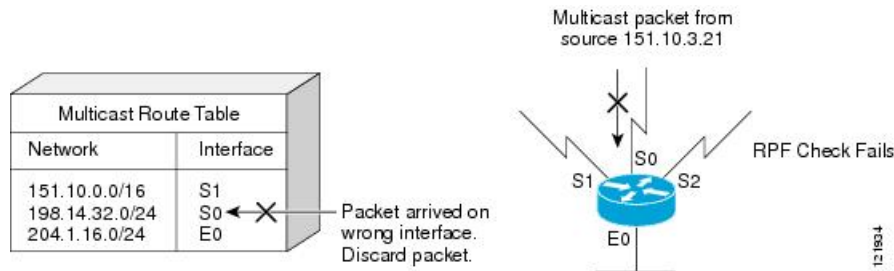 Multicast packet from
source 151.10.3.21
Multicast Route Table
Network Interface
151.10.0.0/16 S1
198.14.32.0/24 S0
204.1.16.0/24 E0
Packet arrived on
wrong interface.
Discard packet.
S1
S0
S2
E0
RPF Check Fails
121934